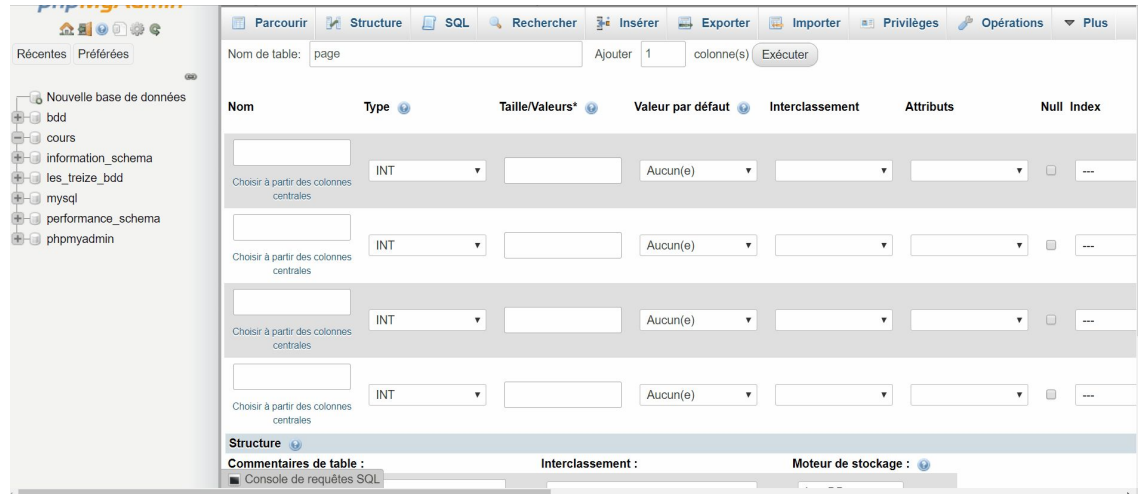 phpMyAdmin
Récentes Préférées
Nouvelle base de données
bdd
cours
information_schema
les_treize_bdd
mysql
performance_schema
phpmyadmin
Parcourir Structure SQL Rechercher Insérer Exporter Importer Privilèges Opérations Plus
Nom de table: page Ajouter 1 colonne(s) Exécuter
Nom Type Taille/Valeurs* Valeur par défaut Interclassement Attributs Null Index
INT Aucun(e) ---
Choisir à partir des colonnes
centrales
INT Aucun(e) ---
Choisir à partir des colonnes
centrales
INT Aucun(e) ---
Choisir à partir des colonnes
centrales
INT Aucun(e) ---
Choisir à partir des colonnes
centrales
Structure
Commentaires de table : Interclassement : Moteur de stockage :
Console de requêtes SQL